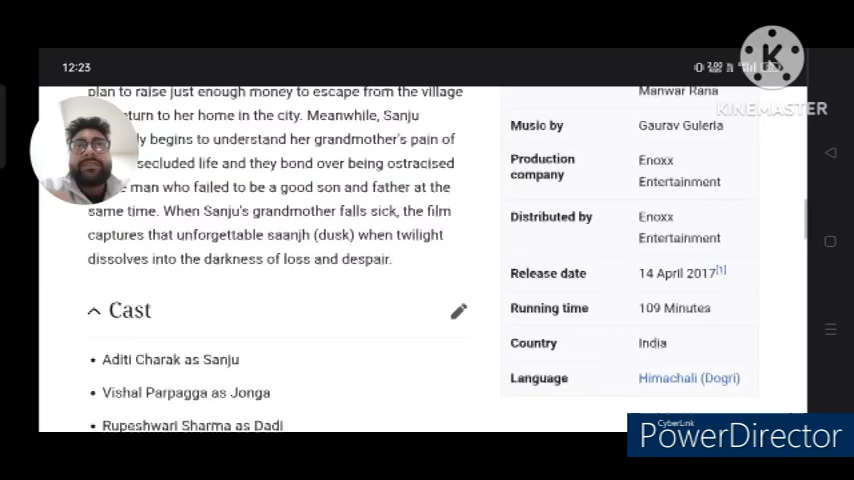 12:23
2.00
KINEMASTER
plan to raise just enough money to escape from the village
turn to her home in the city. Meanwhile, Sanju
ly begins to understand her grandmother's pain of
secluded life and they bond over being ostracised
man who failed to be a good son and father at the
same time. When Sanju's grandmother falls sick, the film
captures that unforgettable saanjh (dusk) when twilight
dissolves into the darkness of loss and despair.
Cast
• Aditi Charak as Sanju
• Vishal Parpagga as Jonga
• Rupeshwari Sharma as Dadi
Manwar Rana
Music by Gaurav Guleria
Production Enoxx
company Entertainment
Distributed by Enoxx
Entertainment
Release date 14 April 2017[1]
Running time 109 Minutes
Country India
Language Himachali (Dogri)
CyberLink
PowerDirector